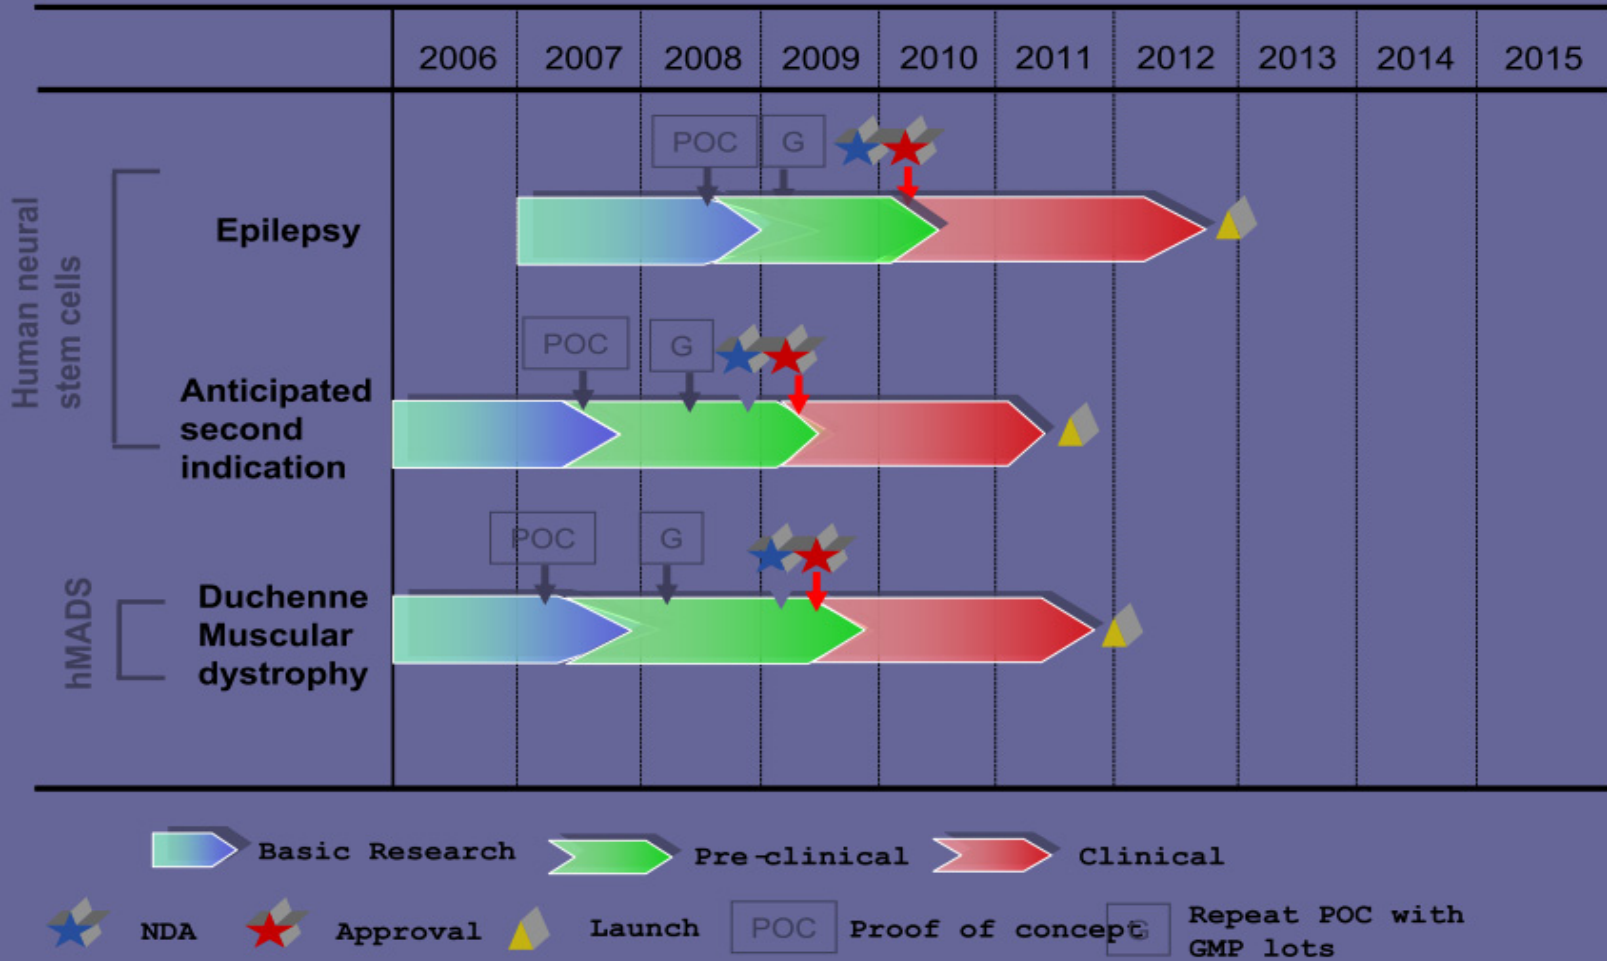 2006 2007 2008 2009 2010 2011 2012 2013 2014 2015
Human neural
stem cells
POC G
Epilepsy
POC G
Anticipated
second
indication
hMADS
POC G
Duchenne
Muscular
dystrophy
Basic Research Pre-clinical Clinical
NDA Approval Launch POC Proof of concept G Repeat POC with
GMP lots